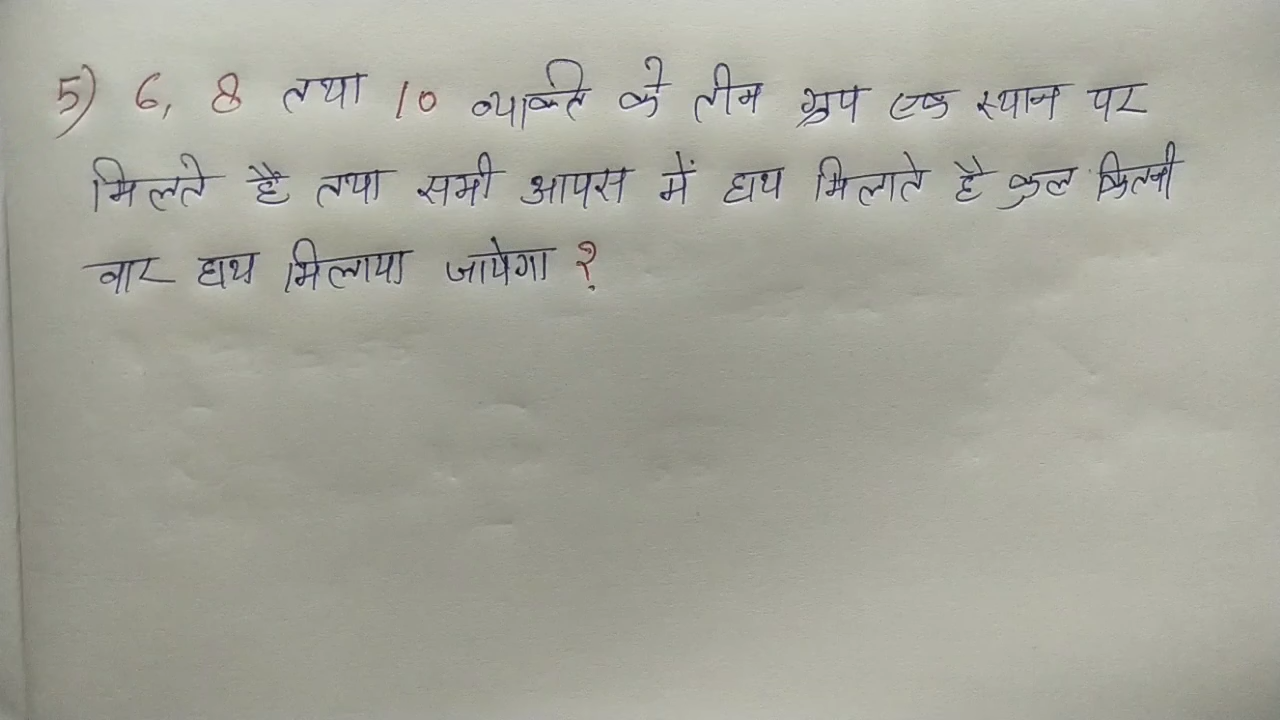 5) 6, 8 तथा 10 व्यक्ति के तीन ग्रुप एक स्थान पर
मिलते है तथा सभी आपस में हाथ मिलाते है कुल कितनी
वार हाथ मिलाया जायेगा ?